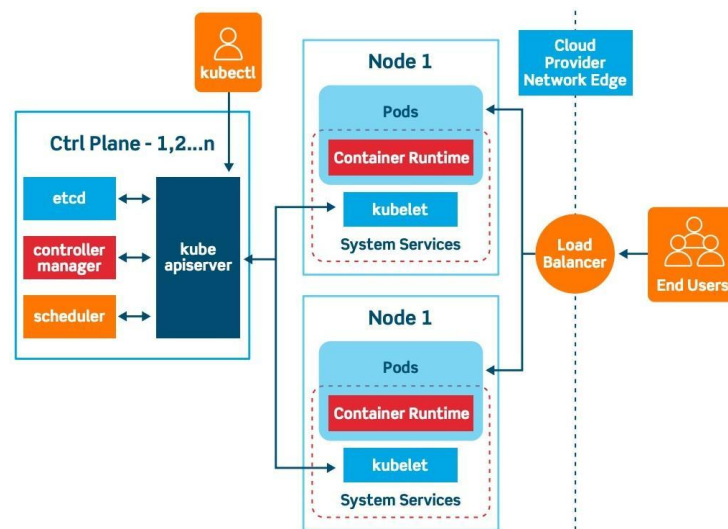 kubectl
Ctrl Plane - 1,2...n
etcd
controller
manager
scheduler
kube
apiserver
Node 1
Pods
Container Runtime
kubelet
System Services
Node 1
Pods
Container Runtime
kubelet
System Services
Cloud
Provider
Network Edge
Load
Balancer
End Users